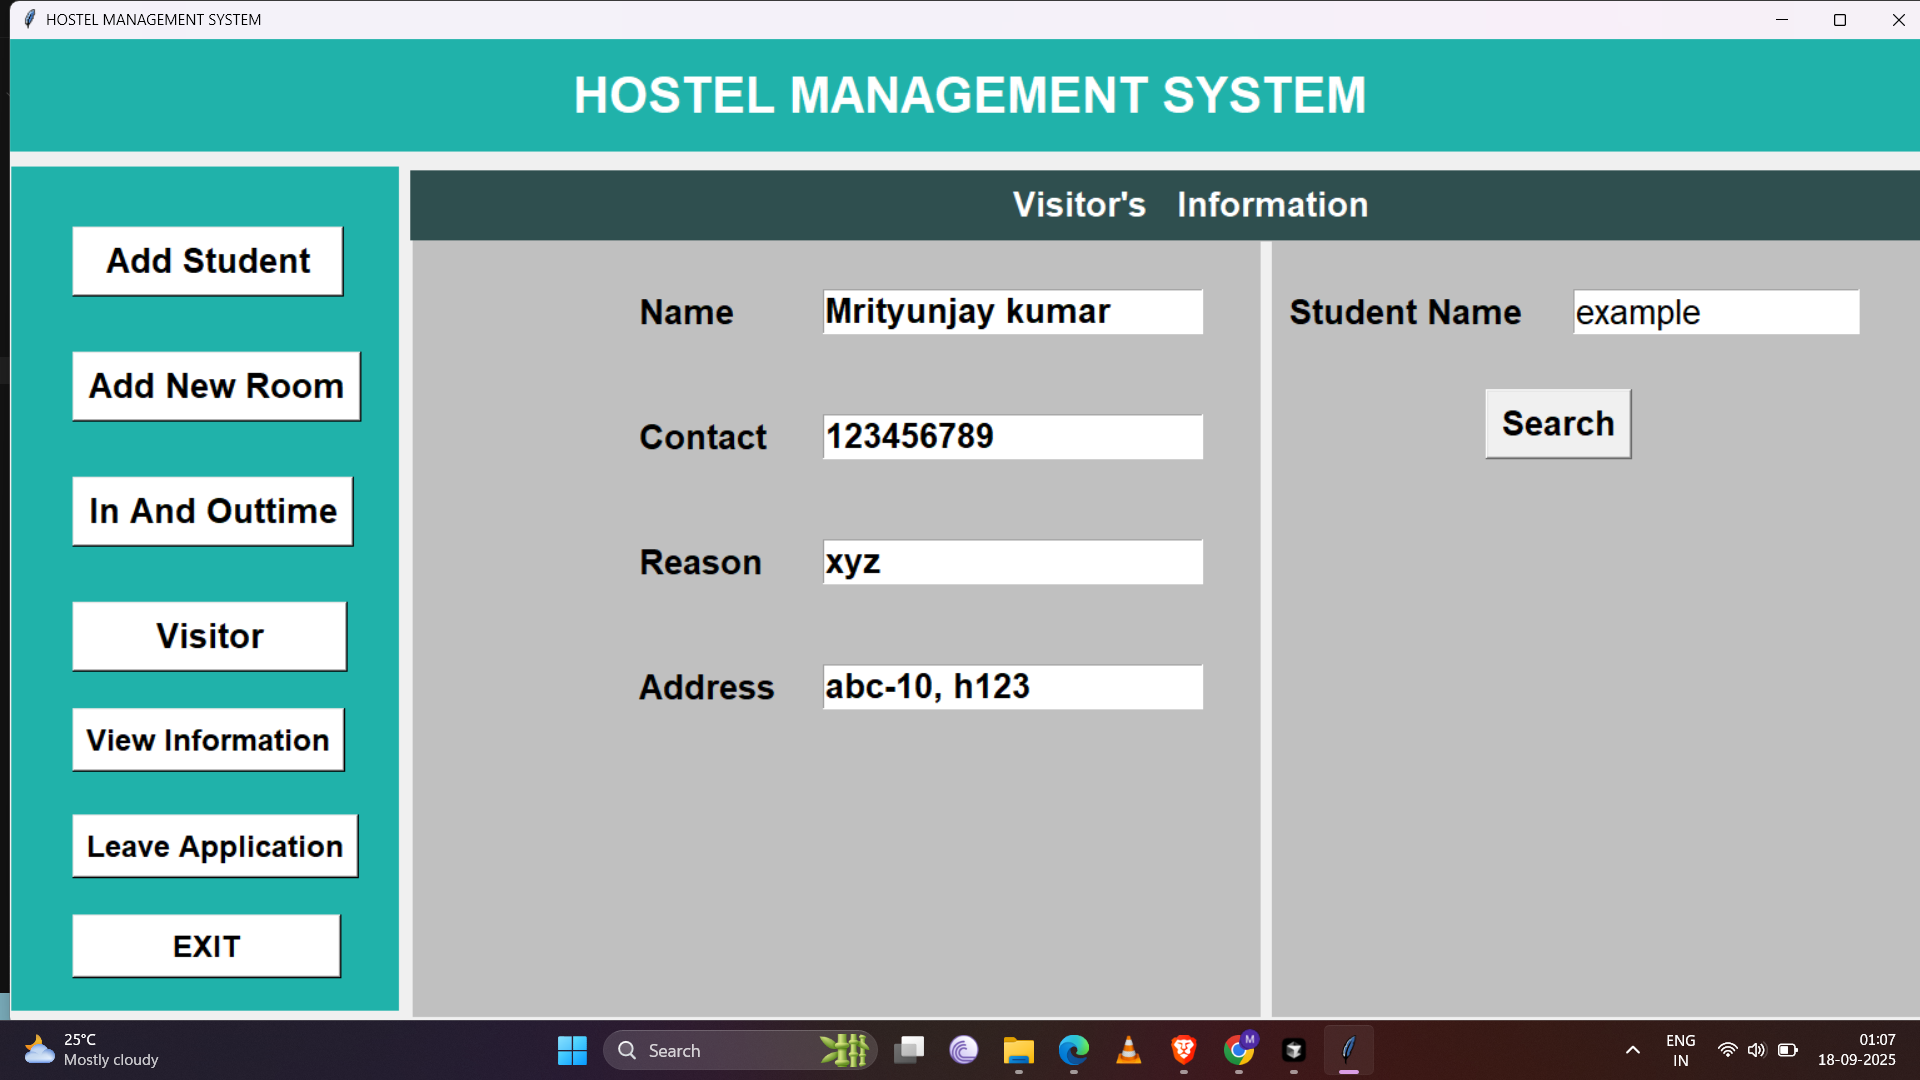 HOSTEL MANAGEMENT SYSTEM
HOSTEL MANAGEMENT SYSTEM
Add Student
Add New Room
In And Outtime
Visitor
View Information
Leave Application
EXIT
Visitor's Information
Name Mrityunjay kumar
Contact 123456789
Reason xyz
Address abc-10, h123
Student Name example
Search
25°C
Mostly cloudy
Search
M
ENG
IN
01:07
18-09-2025